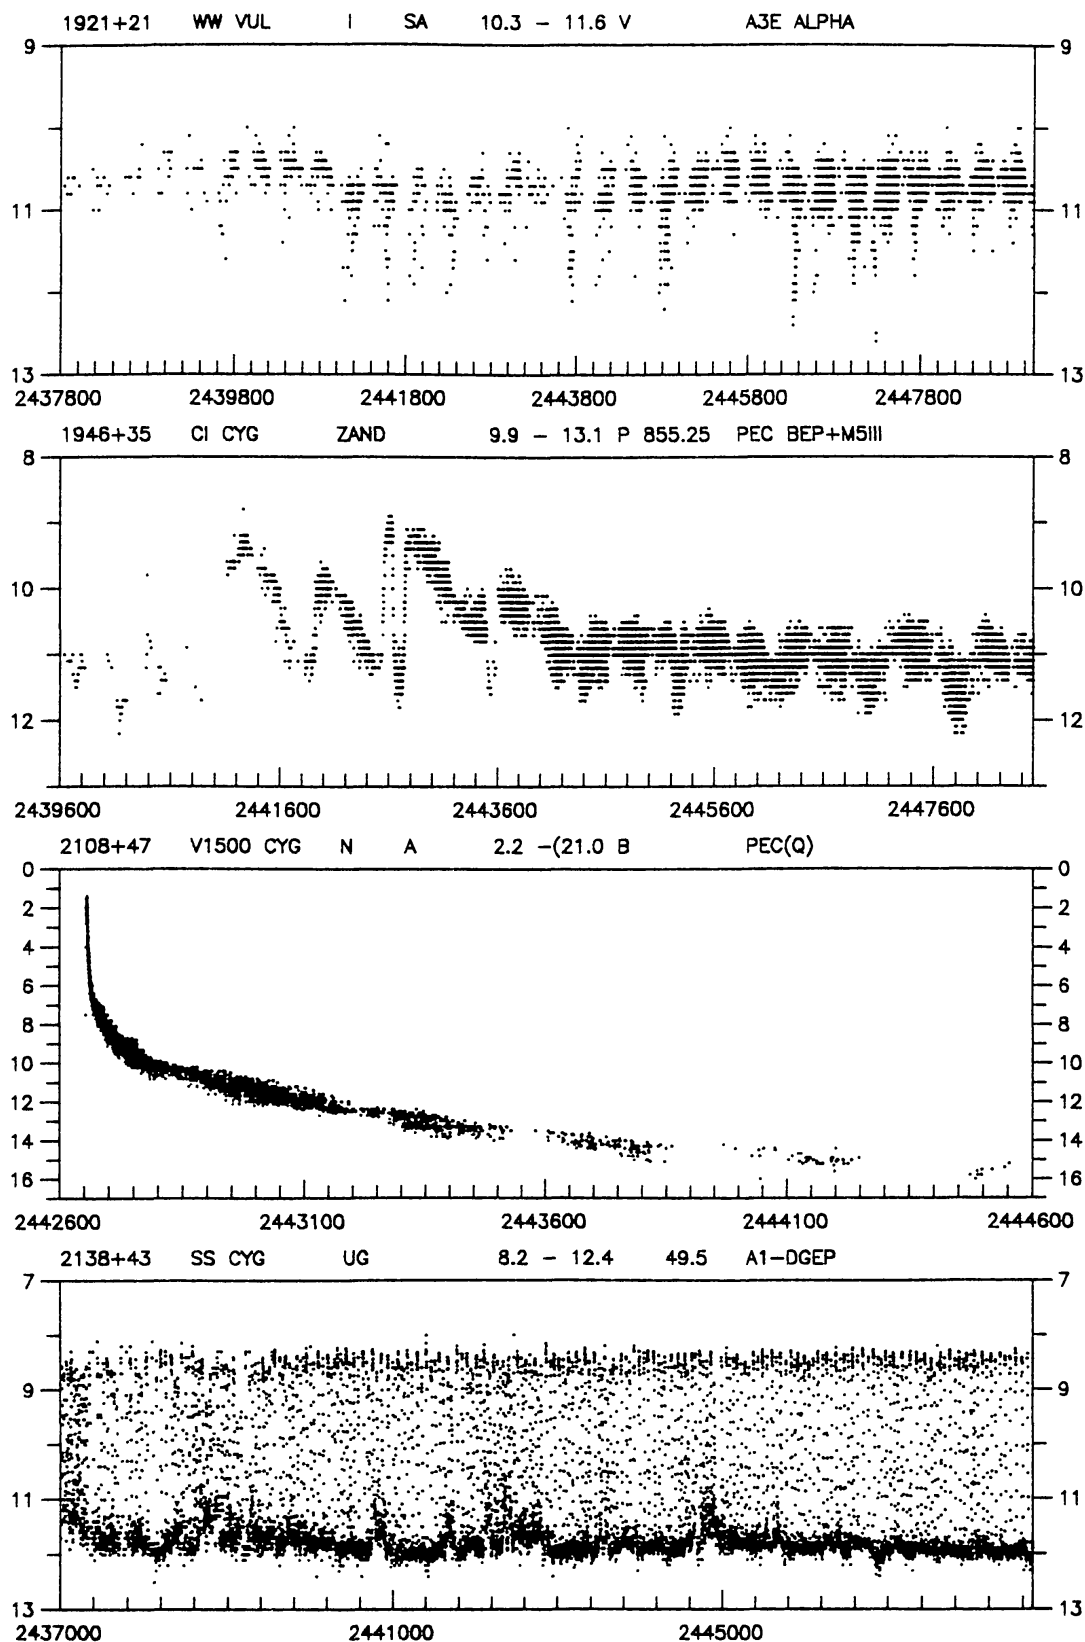 1921+21 WW VUL I SA 10.3 - 11.6 V A3E ALPHA
9 9
11 11
13 13
2437800 2439800 2441800 2443800 2445800 2447800
1946+35 CI CYG ZAND 9.9 - 13.1 P 855.25 PEC BEP+M5III
8 8
10 10
12 12
2439600 2441600 2443600 2445600 2447600
2108+47 V1500 CYG N A 2.2 -(21.0 B PEC(Q)
0 0
2 2
4 4
6 6
8 8
10 10
12 12
14 14
16 16
2442600 2443100 2443600 2444100 2444600
2138+43 SS CYG UG 8.2 - 12.4 49.5 A1-DGEP
7 7
9 9
11 11
13 13
2437000 2441000 2445000